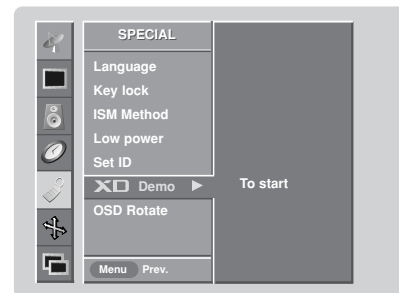 SPECIAL
Language
Key lock
ISM Method
Low power
Set ID
XD Demo ▶ To start
OSD Rotate
Menu Prev.